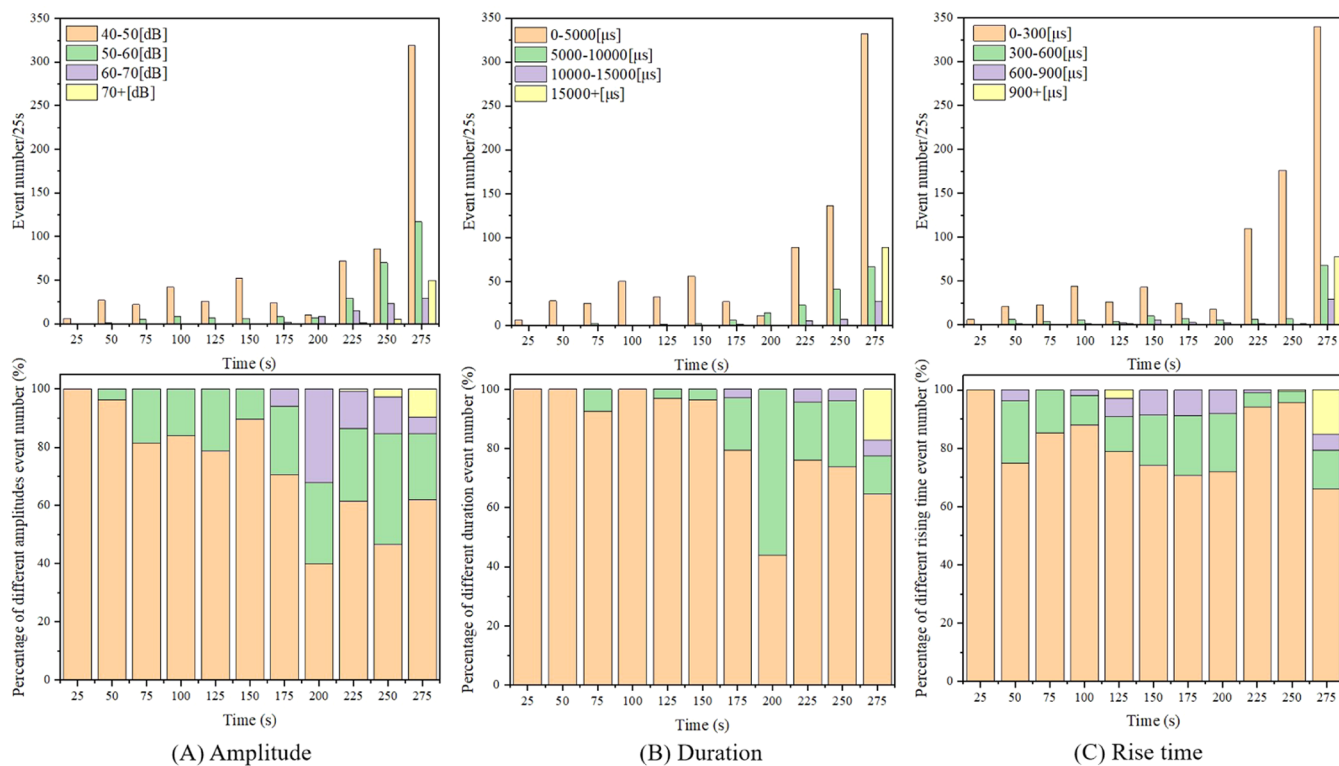 350
300
250
200
150
100
50
0
Event number/25s
40-50[dB]
50-60[dB]
60-70[dB]
70+[dB]
25 50 75 100 125 150 175 200 225 250 275
Time (s)
350
300
250
200
150
100
50
0
Event number/25s
0-5000[μs]
5000-10000[μs]
10000-15000[μs]
15000+[μs]
25 50 75 100 125 150 175 200 225 250 275
Time (s)
350
300
250
200
150
100
50
0
Event number/25s
0-300[μs]
300-600[μs]
600-900[μs]
900+[μs]
25 50 75 100 125 150 175 200 225 250 275
Time (s)
100
80
60
40
20
0
Percentage of different amplitudes event number (%)
25 50 75 100 125 150 175 200 225 250 275
Time (s)
100
80
60
40
20
0
Percentage of different duration event number (%)
25 50 75 100 125 150 175 200 225 250 275
Time (s)
100
80
60
40
20
0
Percentage of different rising time event number (%)
25 50 75 100 125 150 175 200 225 250 275
Time (s)
(A) Amplitude
(B) Duration
(C) Rise time